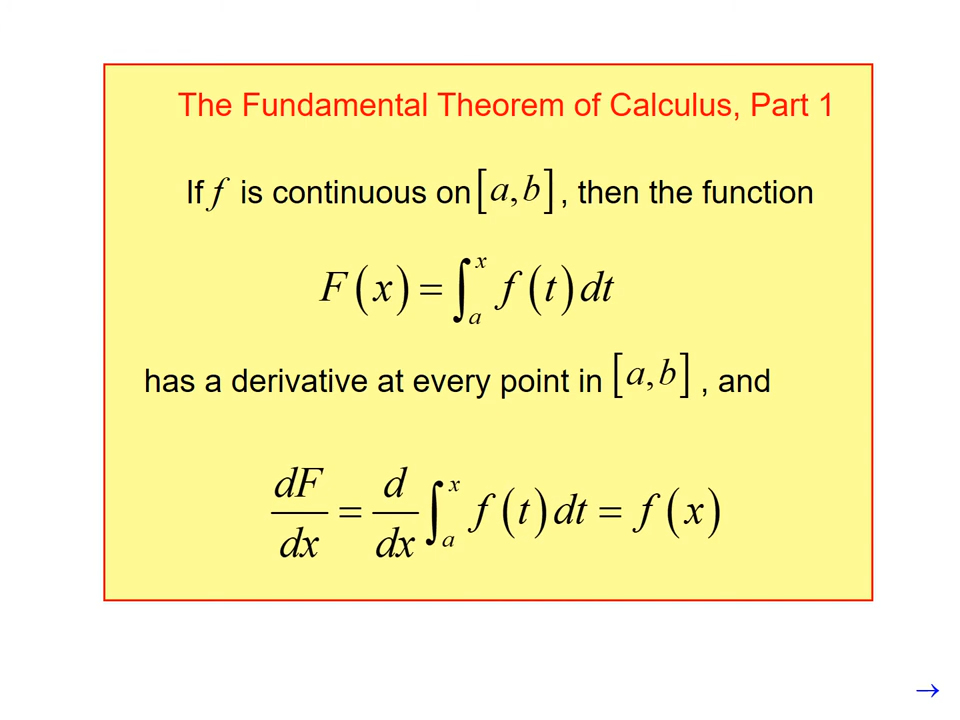 The Fundamental Theorem of Calculus, Part 1
If f is continuous on [a,b], then the function
F(x) = ∫ₐˣ f(t) dt
has a derivative at every point in [a,b], and
dF/dx = d/dx ∫ₐˣ f(t) dt = f(x)
→